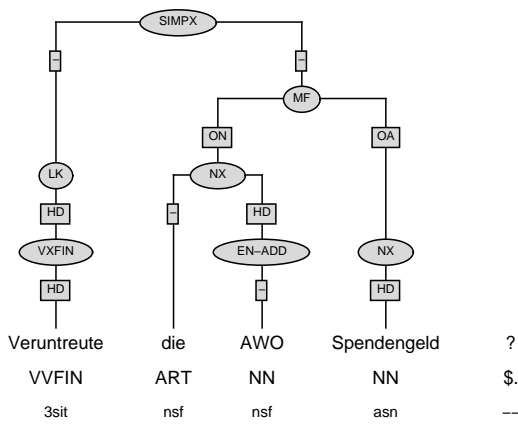 SIMPX
– –
MF
ON OA
LK NX
HD – HD
VXFIN EN–ADD NX
HD – HD
Veruntreute die AWO Spendengeld ?
VVFIN ART NN NN $.
3sit nsf nsf asn ––